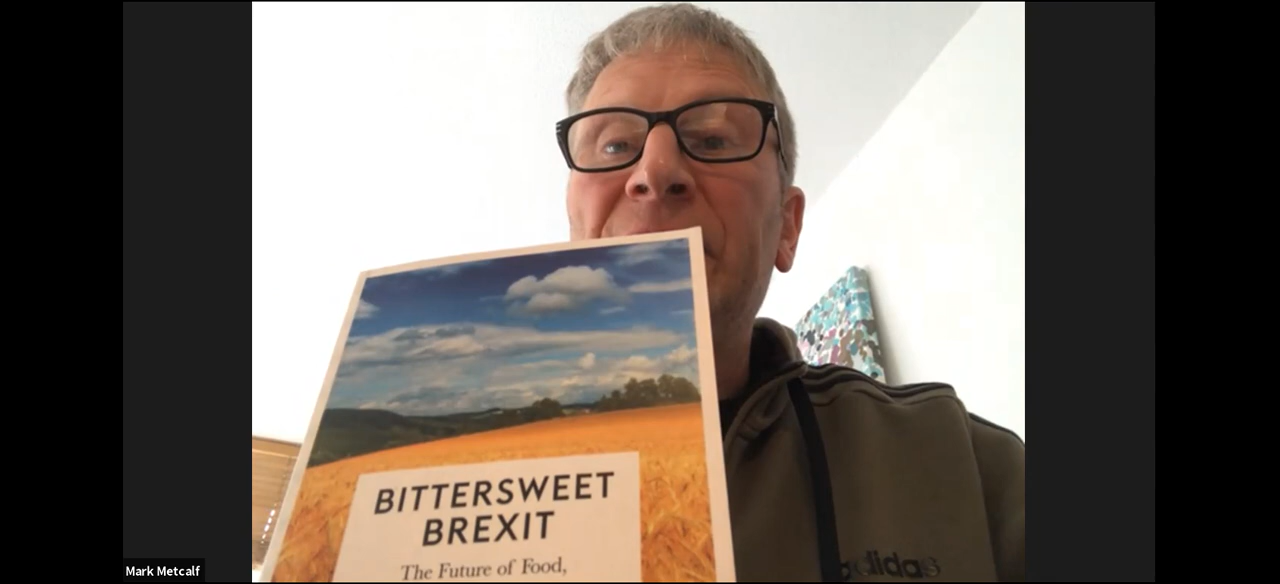 BITTERSWEET
BREXIT
The Future of Food,
adidas
Mark Metcalf